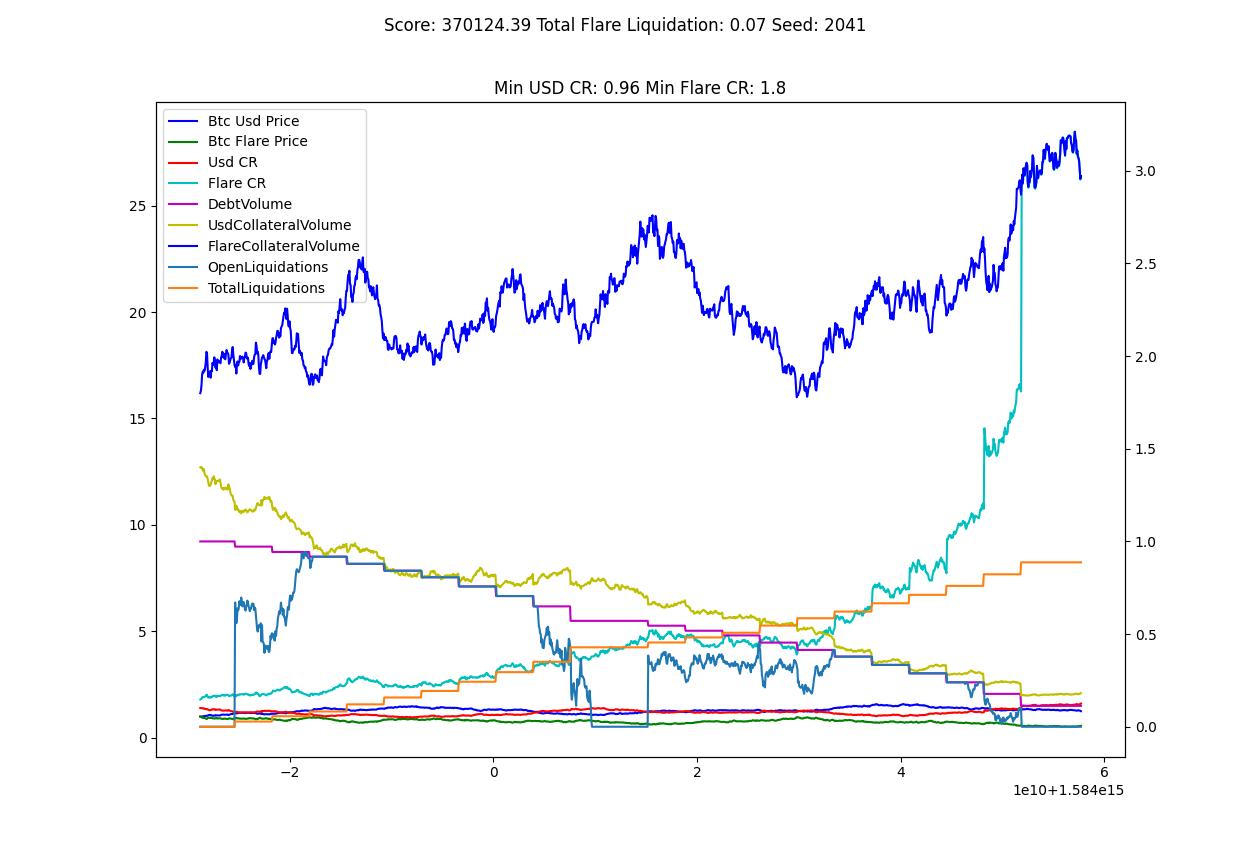 Score: 370124.39 Total Flare Liquidation: 0.07 Seed: 2041
Min USD CR: 0.96 Min Flare CR: 1.8
Btc Usd Price
Btc Flare Price
Usd CR
Flare CR
DebtVolume
UsdCollateralVolume
FlareCollateralVolume
OpenLiquidations
TotalLiquidations
25
20
15
10
5
0
3.0
2.5
2.0
1.5
1.0
0.5
0.0
−2
0
2
4
6
1e10+1.584e15